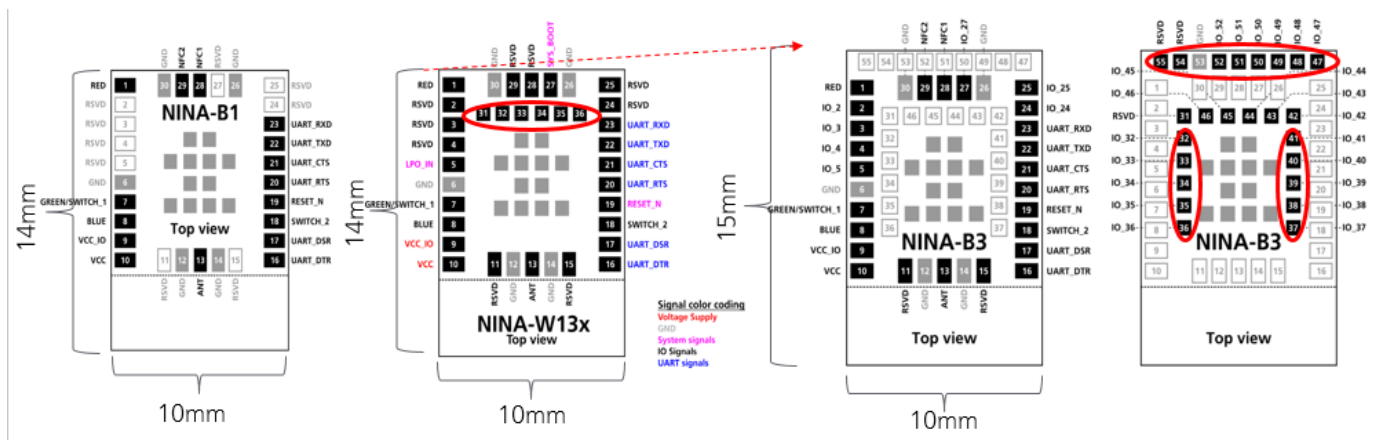 GND
NFC2
NFC1
RSVD
GND
30 29 28 27 26
RED 1 NINA-B1 25 RSVD
RSVD 2 24 RSVD
RSVD 3 23 UART_RXD
RSVD 4 22 UART_TXD
RSVD 5 21 UART_CTS
GND 6 20 UART_RTS
GREEN/SWITCH_1 7 19 RESET_N
BLUE 8 Top view 18 SWITCH_2
VCC_IO 9 17 UART_DSR
VCC 10 16 UART_DTR
11 12 13 14 15
RSVD
GND
ANT
GND
RSVD
14mm
10mm
GND
RSVD
RSVD
SYS_BOOT
GND
30 29 28 27 26
RED 1 25 RSVD
RSVD 2 24 RSVD
31 32 33 34 35 36
RSVD 3 23 UART_RXD
RSVD 4 22 UART_TXD
LPO_IN 5 21 UART_CTS
GND 6 20 UART_RTS
GREEN/SWITCH_1 7 19 RESET_N
BLUE 8 18 SWITCH_2
VCC_IO 9 17 UART_DSR
VCC 10 16 UART_DTR
11 12 13 14 15
RSVD
GND
ANT
GND
RSVD
NINA-W13x
Top view
14mm
10mm
Signal color coding
Voltage Supply
GND
System signals
IO Signals
UART signals
GND
NFC2
NFC1
IO_27
GND
55 54 53 52 51 50 49 48 47
30 29 28 27 26
RED 1 25 IO_25
IO_2 2 24 IO_24
31 46 45 44 43 42
IO_3 3 23 UART_RXD
32 41
IO_4 4 22 UART_TXD
33 40
IO_5 5 21 UART_CTS
34 39
GND 6 20 UART_RTS
35 38
GREEN/SWITCH_1 7 19 RESET_N
36 37
BLUE 8 18 SWITCH_2
NINA-B3
VCC_IO 9 17 UART_DSR
VCC 10 16 UART_DTR
11 12 13 14 15
RSVD
GND
ANT
GND
RSVD
Top view
15mm
10mm
RSVD
RSVD
GND
IO_52
IO_51
IO_50
IO_49
IO_48
IO_47
55 54 53 52 51 50 49 48 47
IO_45 IO_44
1 30 29 28 27 26 25
IO_46 IO_43
2 24
RSVD 31 46 45 44 43 42 IO_42
3 23
IO_32 32 41 IO_41
4 22
IO_33 33 40 IO_40
5 21
IO_34 34 39 IO_39
6 20
IO_35 35 38 IO_38
7 19
IO_36 36 37 IO_37
8 18
NINA-B3
9 17
10 11 12 13 14 15 16
Top view